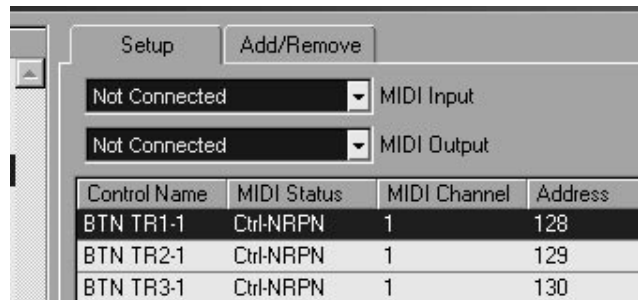 Setup Add/Remove
Not Connected MIDI Input
Not Connected MIDI Output
Control Name MIDI Status MIDI Channel Address
BTN TR1-1 Ctrl-NRPN 1 128
BTN TR2-1 Ctrl-NRPN 1 129
BTN TR3-1 Ctrl-NRPN 1 130